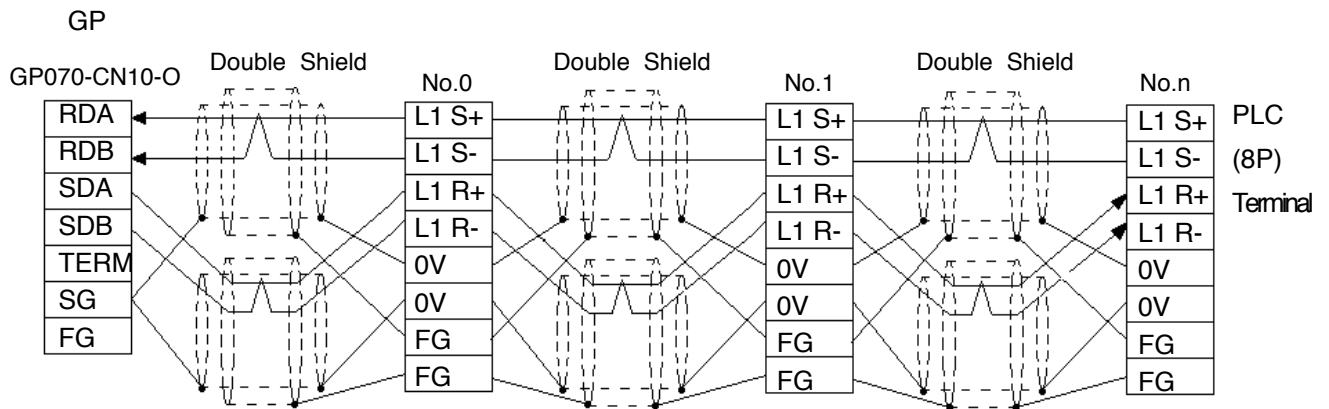 GP
GP070-CN10-O
Double Shield
No.0
Double Shield
No.1
Double Shield
No.n
RDA
RDB
SDA
SDB
TERM
SG
FG
L1 S+
L1 S-
L1 R+
L1 R-
0V
0V
FG
FG
L1 S+
L1 S-
L1 R+
L1 R-
0V
0V
FG
FG
L1 S+
L1 S-
L1 R+
L1 R-
0V
0V
FG
FG
PLC
(8P)
Terminal